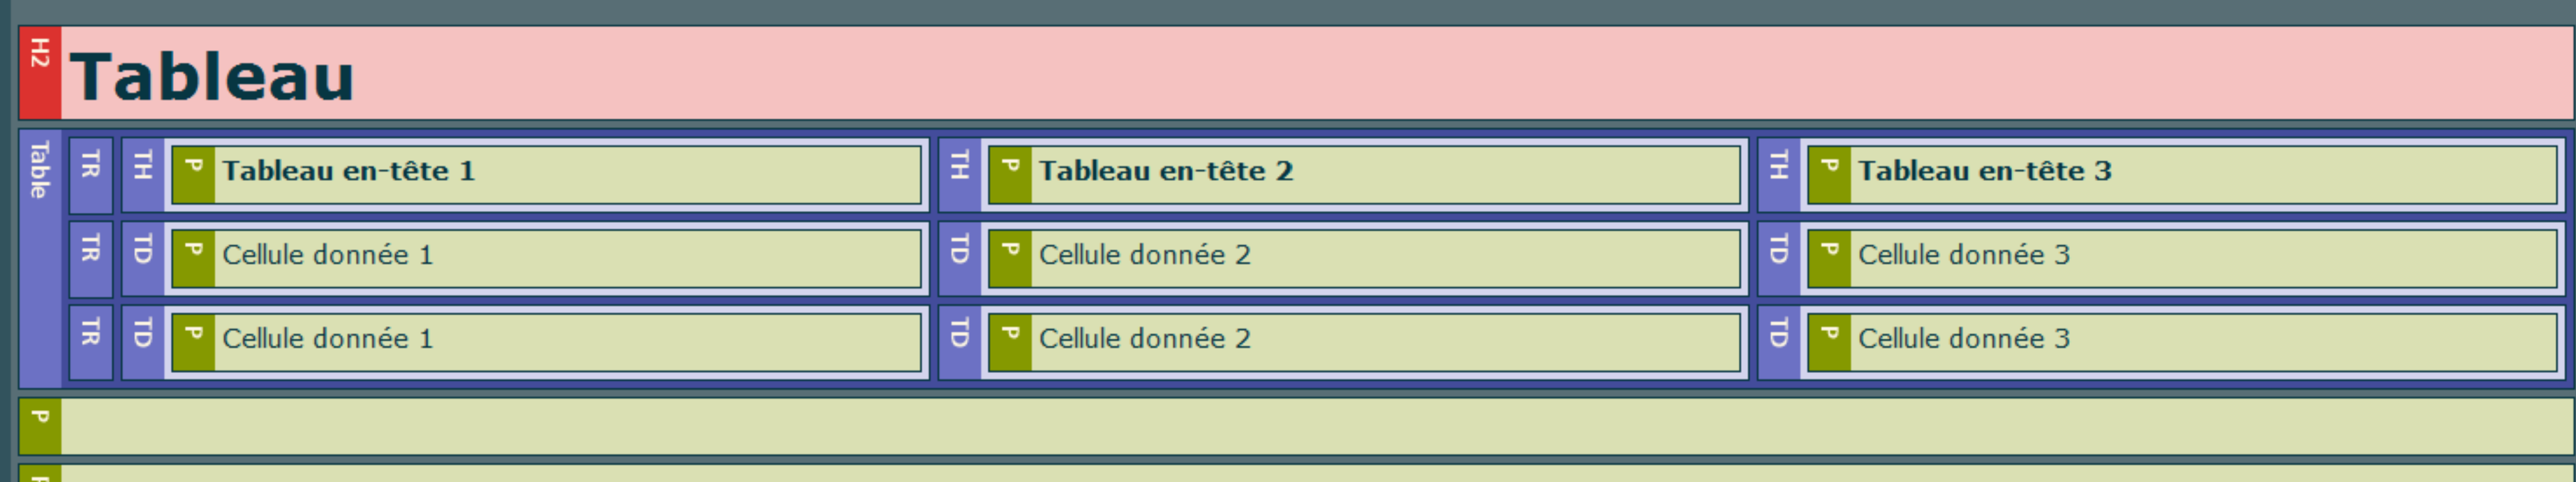 H2 Tableau
Table TR TH P Tableau en-tête 1 TH P Tableau en-tête 2 TH P Tableau en-tête 3
TR TD P Cellule donnée 1 TD P Cellule donnée 2 TD P Cellule donnée 3
TR TD P Cellule donnée 1 TD P Cellule donnée 2 TD P Cellule donnée 3
P